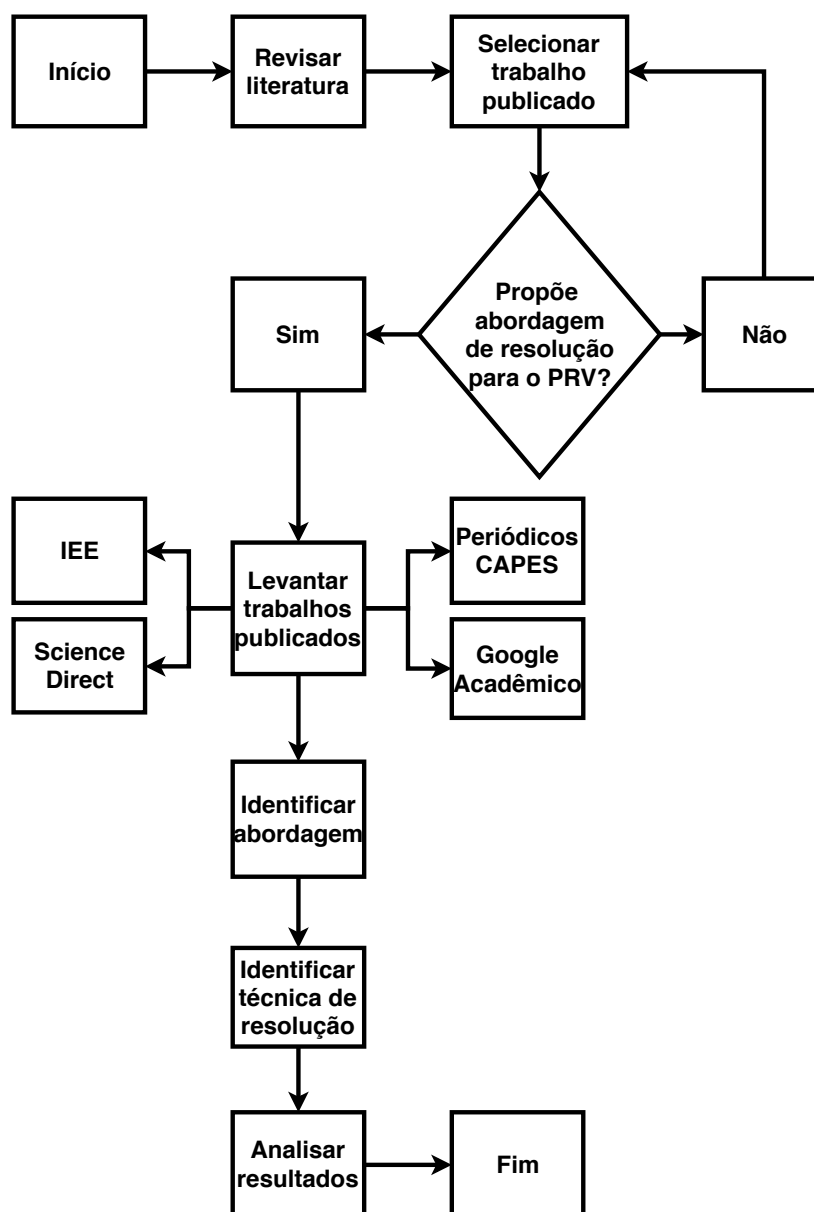 Início
Revisar
literatura
Selecionar
trabalho
publicado
Propõe
abordagem
de resolução
para o PRV?
Sim
Não
IEE
Levantar
trabalhos
publicados
Periódicos
CAPES
Science
Direct
Google
Acadêmico
Identificar
abordagem
Identificar
técnica de
resolução
Analisar
resultados
Fim